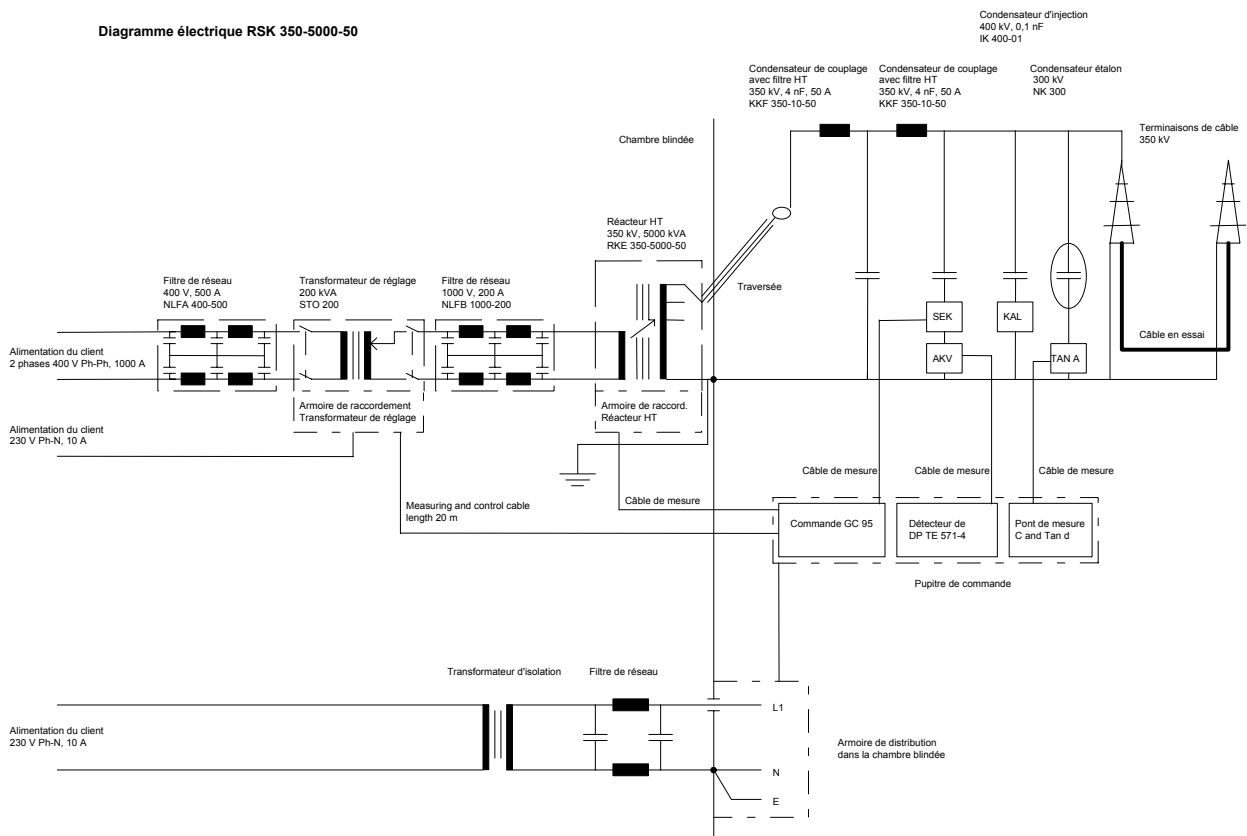 Diagramme électrique RSK 350-5000-50
Condensateur d'injection
400 kV, 0,1 nF
IK 400-01
Condensateur de couplage
avec filtre HT
350 kV, 4 nF, 50 A
KKF 350-10-50
Condensateur de couplage
avec filtre HT
350 kV, 4 nF, 50 A
KKF 350-10-50
Condensateur étalon
300 kV
NK 300
Terminaisons de câble
350 kV
Chambre blindée
Réacteur HT
350 kV, 5000 kVA
RKE 350-5000-50
Filtre de réseau
400 V, 500 A
NLFA 400-500
Transformateur de réglage
200 kVA
STO 200
Filtre de réseau
1000 V, 200 A
NLFB 1000-200
Traversée
SEK
KAL
Câble en essai
Alimentation du client
2 phases 400 V Ph-Ph, 1000 A
AKV
TAN A
Armoire de raccordement
Transformateur de réglage
Armoire de raccord.
Réacteur HT
Alimentation du client
230 V Ph-N, 10 A
Câble de mesure
Câble de mesure
Câble de mesure
Measuring and control cable
length 20 m
Câble de mesure
Commande GC 95
Détecteur de
DP TE 571-4
Pont de mesure
C and Tan d
Pupitre de commande
Transformateur d'isolation
Filtre de réseau
L1
Alimentation du client
230 V Ph-N, 10 A
Armoire de distribution
dans la chambre blindée
N
E